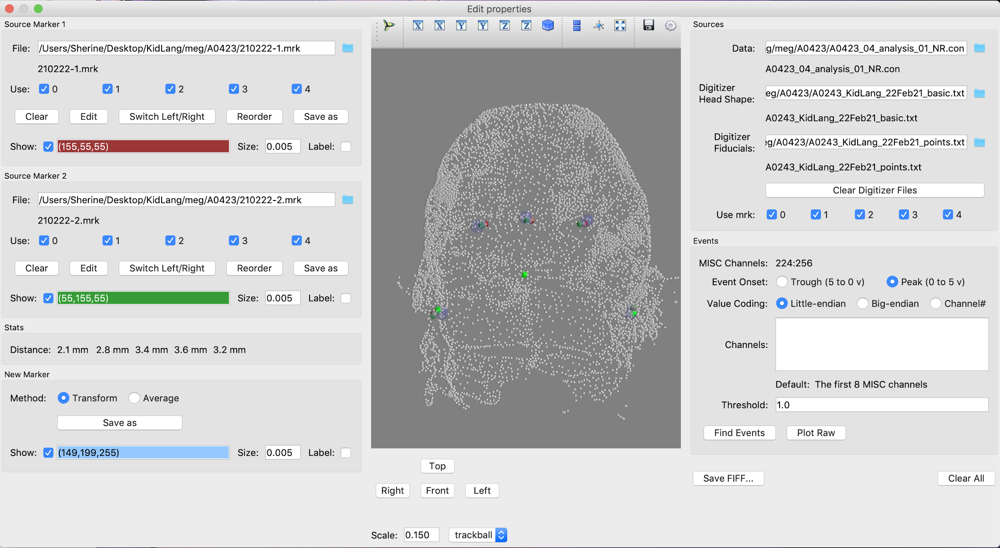 Edit properties
Source Marker 1
File: /Users/Sherine/Desktop/KidLang/meg/A0423/210222-1.mrk
210222-1.mrk
Use: 0 1 2 3 4
Clear Edit Switch Left/Right Reorder Save as
Show: (155,55,55) Size: 0.005 Label:
Source Marker 2
File: /Users/Sherine/Desktop/KidLang/meg/A0423/210222-2.mrk
210222-2.mrk
Use: 0 1 2 3 4
Clear Edit Switch Left/Right Reorder Save as
Show: (55,155,55) Size: 0.005 Label:
Stats
Distance: 2.1 mm 2.8 mm 3.4 mm 3.6 mm 3.2 mm
New Marker
Method: Transform Average
Save as
Show: (149,199,255) Size: 0.005 Label:
X X Y Y Z Z
Top
Right Front Left
Scale: 0.150 trackball
Sources
Data: g/meg/A0423/A0423_04_analysis_01_NR.con
A0423_04_analysis_01_NR.con
Digitizer
Head Shape: eg/A0423/A0243_KidLang_22Feb21_basic.txt
A0243_KidLang_22Feb21_basic.txt
Digitizer
Fiducials: eg/A0423/A0243_KidLang_22Feb21_points.txt
A0243_KidLang_22Feb21_points.txt
Clear Digitizer Files
Use mrk: 0 1 2 3 4
Events
MISC Channels: 224:256
Event Onset: Trough (5 to 0 v) Peak (0 to 5 v)
Value Coding: Little-endian Big-endian Channel#
Channels:
Default: The first 8 MISC channels
Threshold: 1.0
Find Events Plot Raw
Save FIFF... Clear All